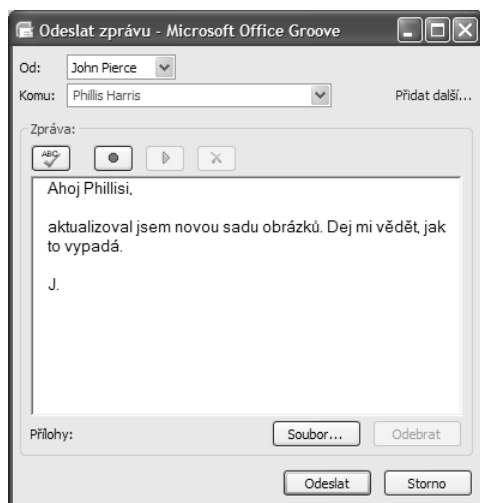 Odeslat zprávu - Microsoft Office Groove
Od: John Pierce
Komu: Phillis Harris Přidat další...
Zpráva:
ABC
Ahoj Phillisi,
aktualizoval jsem novou sadu obrázků. Dej mi vědět, jak
to vypadá.
J.
Přílohy: Soubor... Odebrat
Odeslat Storno